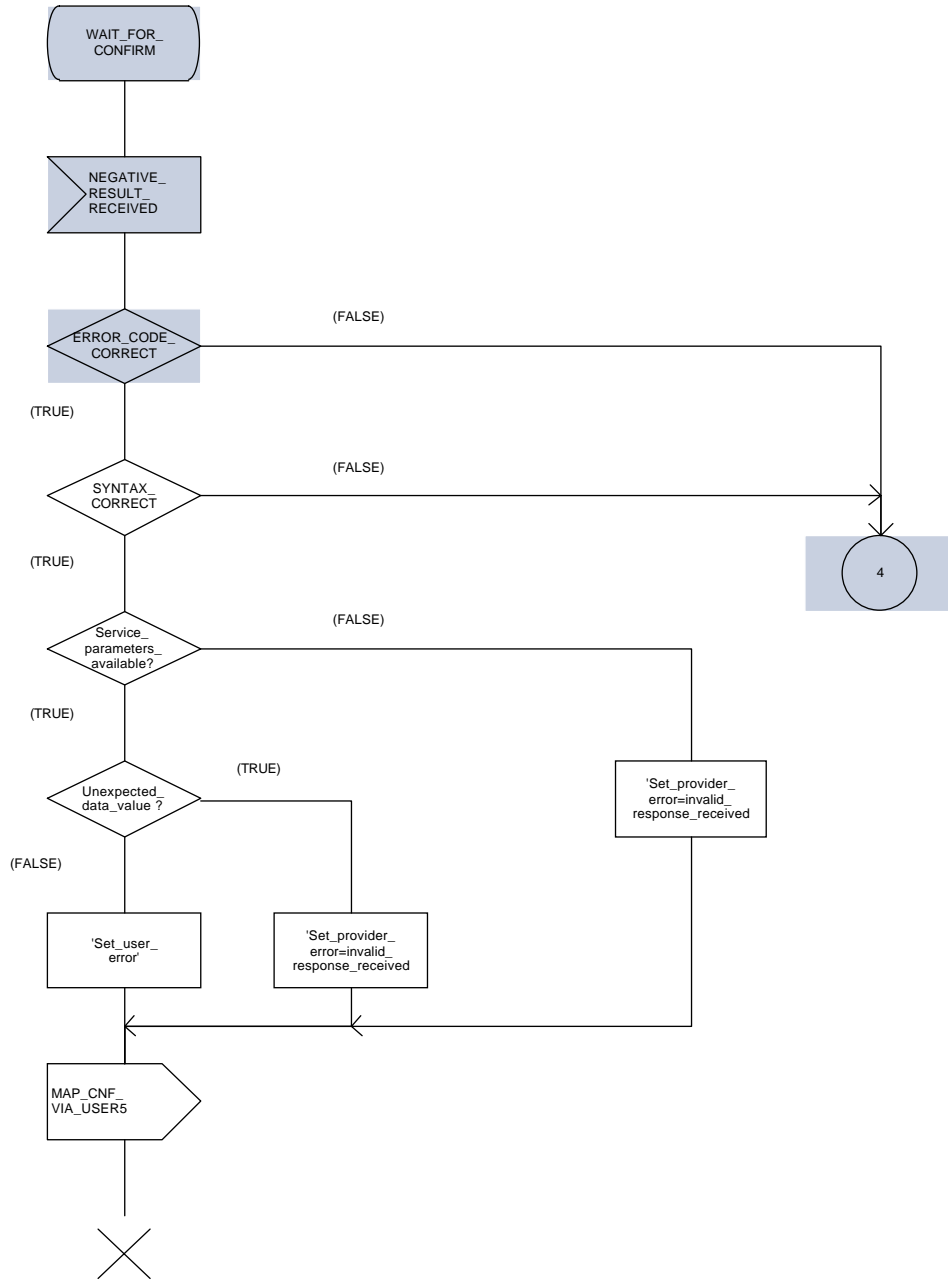 WAIT_FOR_
CONFIRM
NEGATIVE_
RESULT_
RECEIVED
(FALSE)
ERROR_CODE_
CORRECT
(TRUE)
(FALSE)
SYNTAX_
CORRECT
(TRUE)
4
(FALSE)
Service_
parameters_
available?
(TRUE)
(TRUE)
Unexpected_
data_value ?
'Set_provider_
error=invalid_
response_received
(FALSE)
'Set_user_
error'
'Set_provider_
error=invalid_
response_received
MAP_CNF_
VIA_USER5